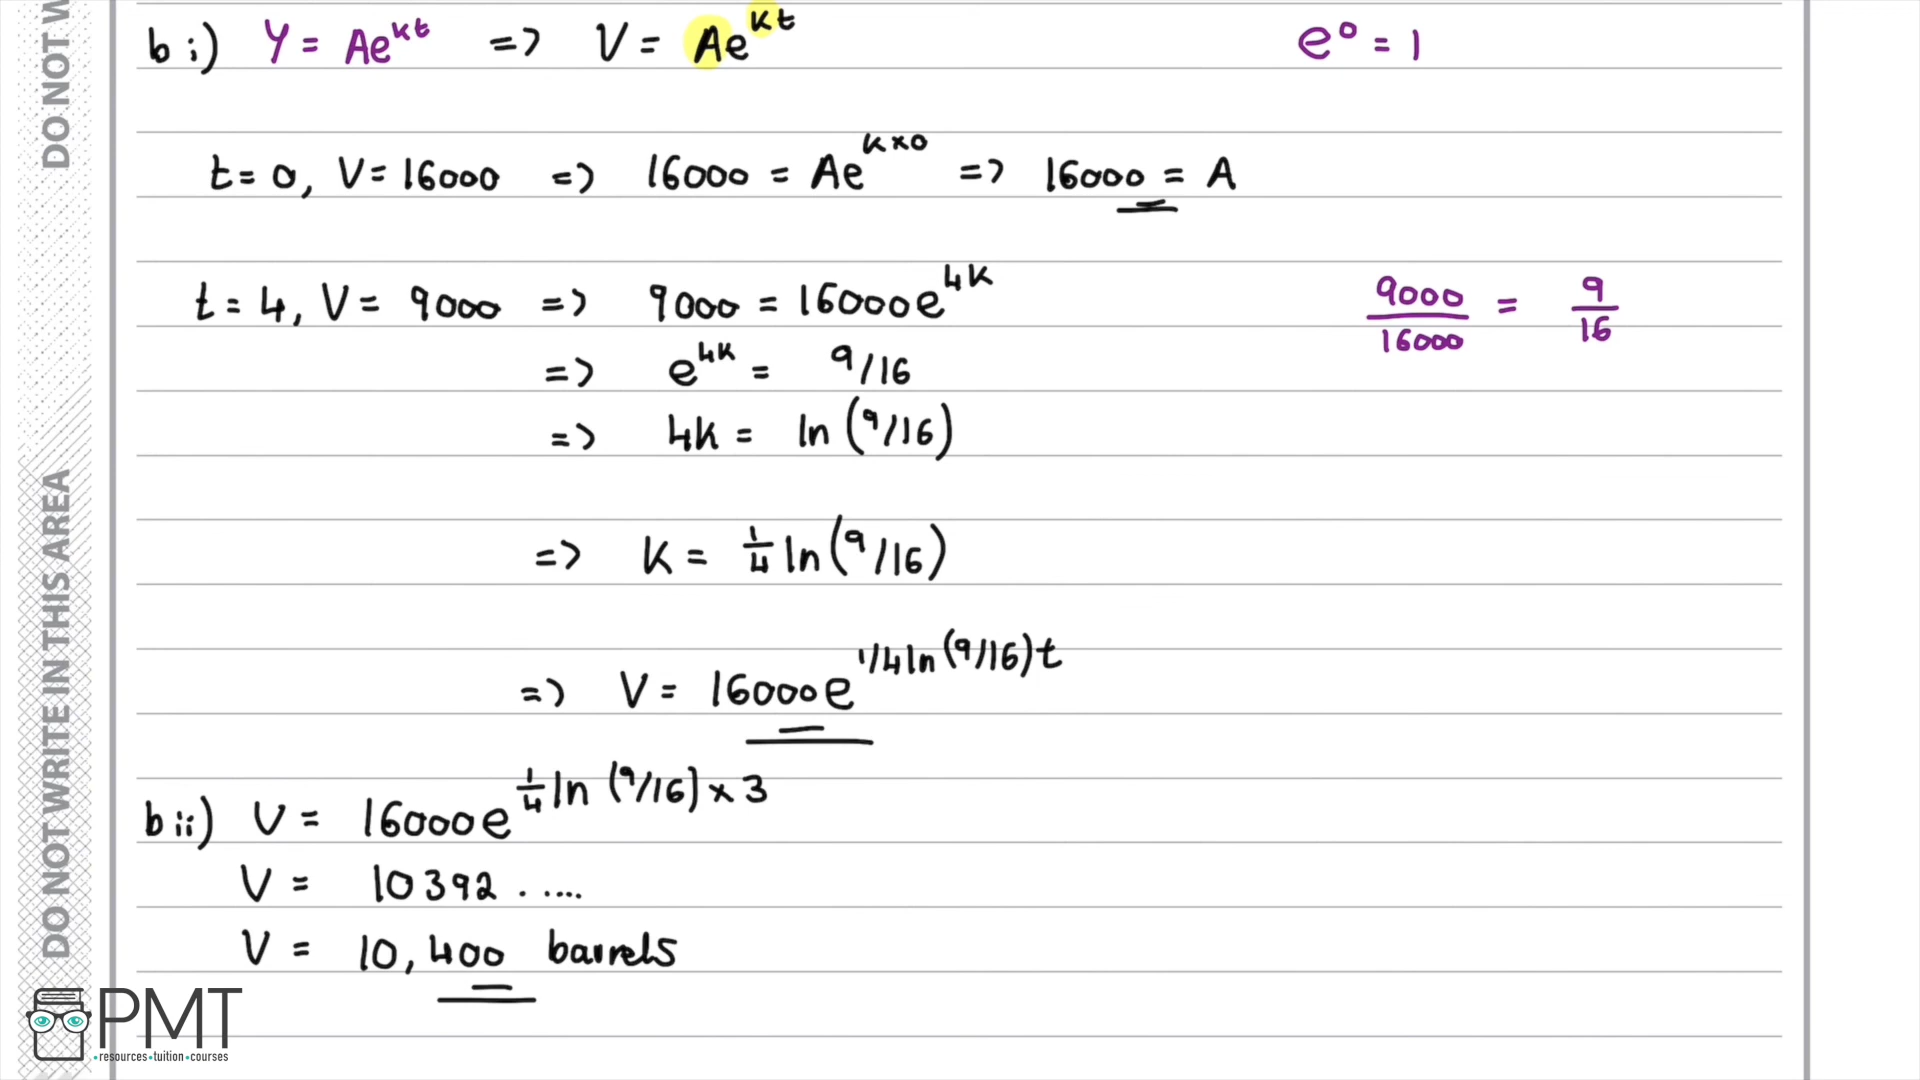 DO NOT W
b i) Y = Ae^kt => V = Ae^kt e^0 = 1
t = 0, V = 16000 => 16000 = Ae^k×0 => 16000 = A
t = 4, V = 9000 => 9000 = 16000e^4k 9000/16000 = 9/16
=> e^4k = 9/16
=> 4k = ln (9/16)
=> k = 1/4 ln (9/16)
=> V = 16000e^1/4 ln (9/16) t
b ii) V = 16000e^1/4 ln (9/16) × 3
V = 10392 . .....
V = 10,400 barrels
DO NOT WRITE IN THIS AREA
PMT
resources•tuition•courses